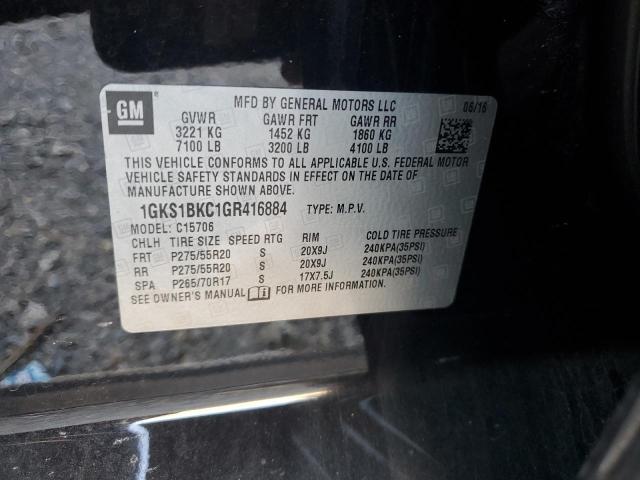 GM®
MFD BY GENERAL MOTORS LLC 06/16
GVWR GAWR FRT GAWR RR
3221 KG 1452 KG 1860 KG
7100 LB 3200 LB 4100 LB
THIS VEHICLE CONFORMS TO ALL APPLICABLE U.S. FEDERAL MOTOR
VEHICLE SAFETY STANDARDS IN EFFECT ON THE DATE OF
MANUFACTURE SHOWN ABOVE.
1GKS1BKC1GR416884 TYPE: M.P.V.
MODEL: C15706
CHLH TIRE SIZE SPEED RTG RIM COLD TIRE PRESSURE
FRT P275/55R20 S 20X9J 240KPA(35PSI)
RR P275/55R20 S 20X9J 240KPA(35PSI)
SPA P265/70R17 S 17X7.5J 240KPA(35PSI)
SEE OWNER'S MANUAL FOR MORE INFORMATION.